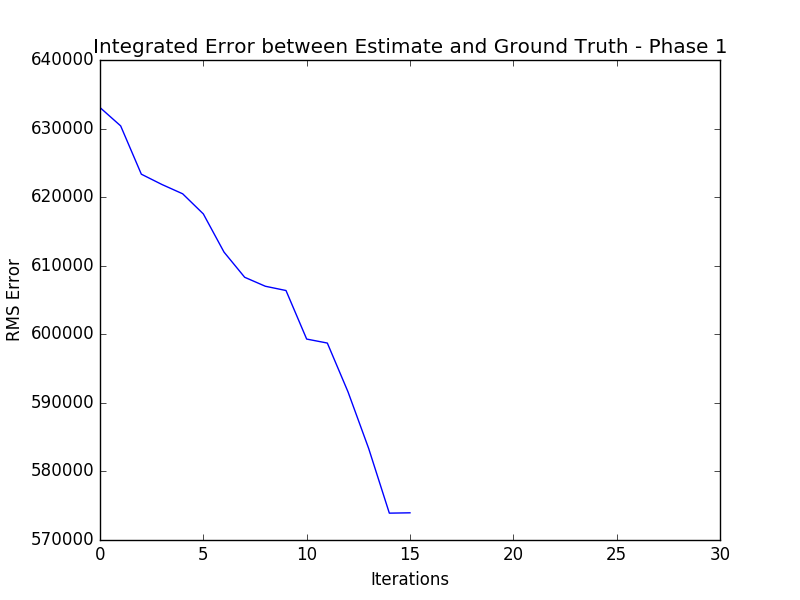 Integrated Error between Estimate and Ground Truth - Phase 1
640000
630000
620000
610000
600000
590000
580000
570000
RMS Error
0 5 10 15 20 25 30
Iterations